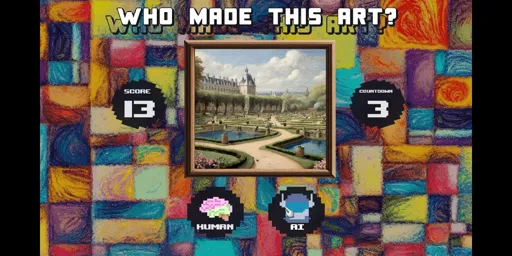 WHO MADE THIS ART?
SCORE
13
COUNTDOWN
3
HUMAN
AI